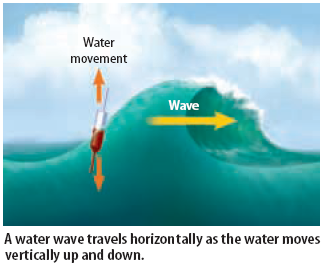 Water
movement
Wave
A water wave travels horizontally as the water moves
vertically up and down.